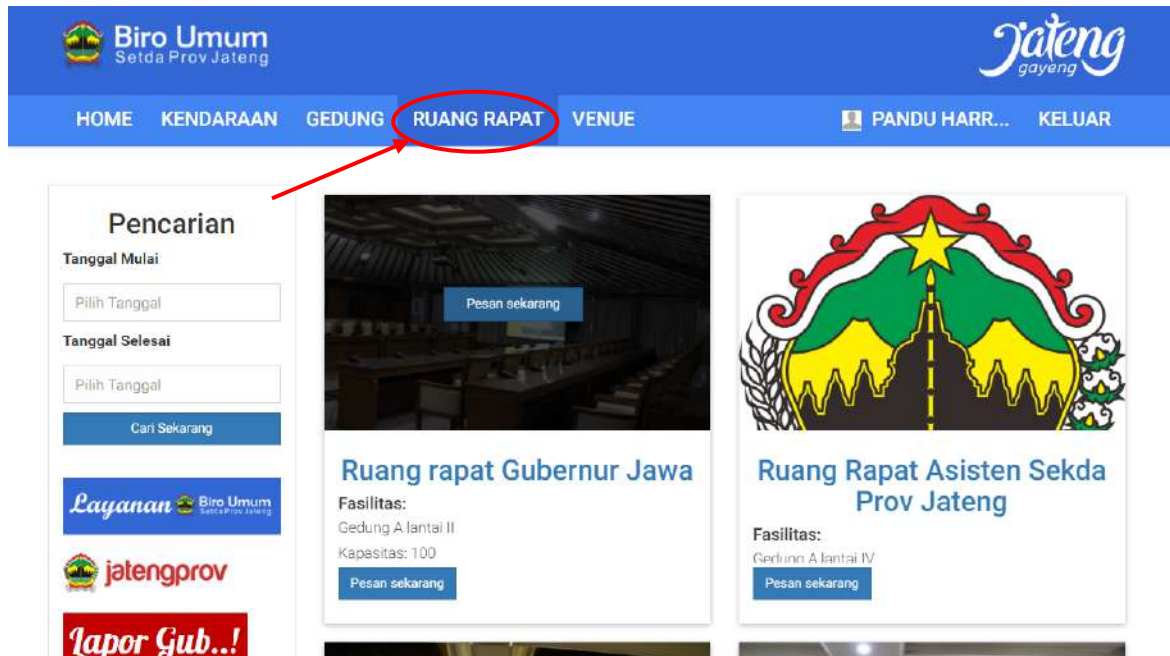 Biro Umum
Setda Prov Jateng
Jateng
gayeng
HOME KENDARAAN GEDUNG RUANG RAPAT VENUE PANDU HARR... KELUAR
Pencarian
Tanggal Mulai
Pilih Tanggal
Tanggal Selesai
Pilih Tanggal
Cari Sekarang
Layanan Biro Umum
Setda Prov Jateng
jatengprov
Lapor Gub..!
Pesan sekarang
Ruang rapat Gubernur Jawa
Fasilitas:
Gedung A lantai II
Kapasitas: 100
Pesan sekarang
Ruang Rapat Asisten Sekda
Prov Jateng
Fasilitas:
Gedung A lantai IV
Pesan sekarang